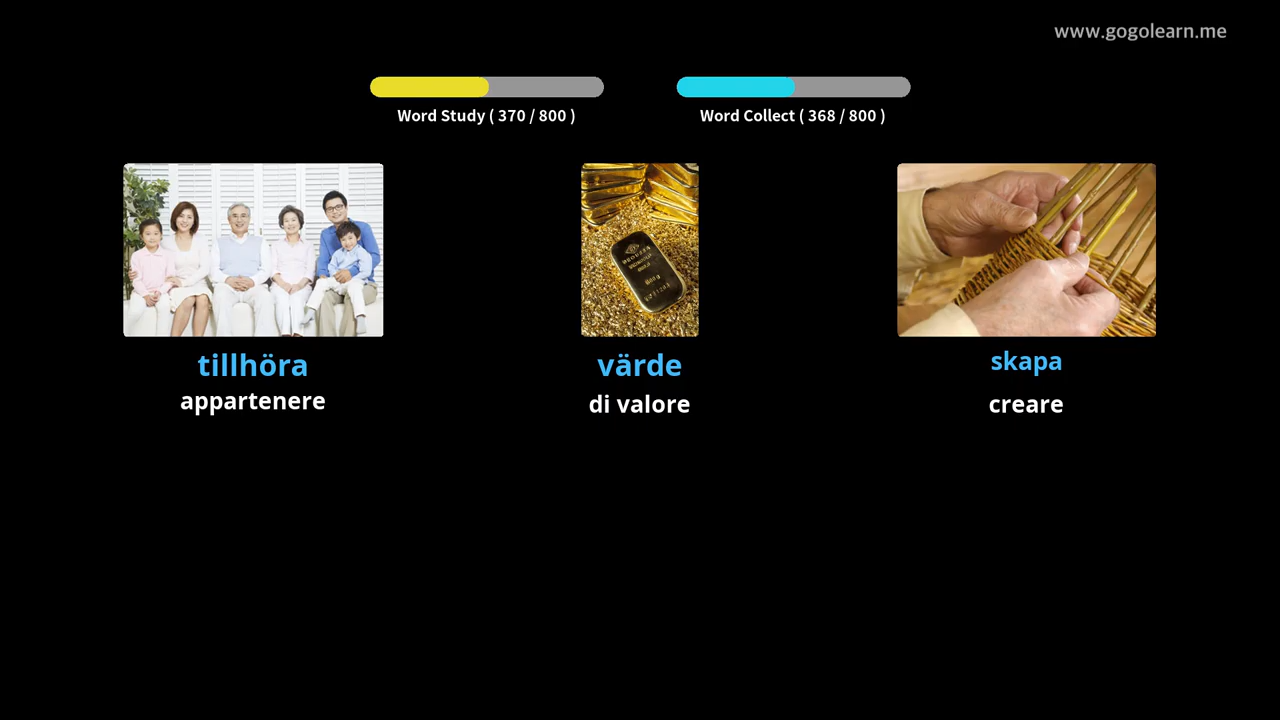 www.gogolearn.me
Word Study ( 370 / 800 )
Word Collect ( 368 / 800 )
tillhöra
appartenere
värde
di valore
skapa
creare